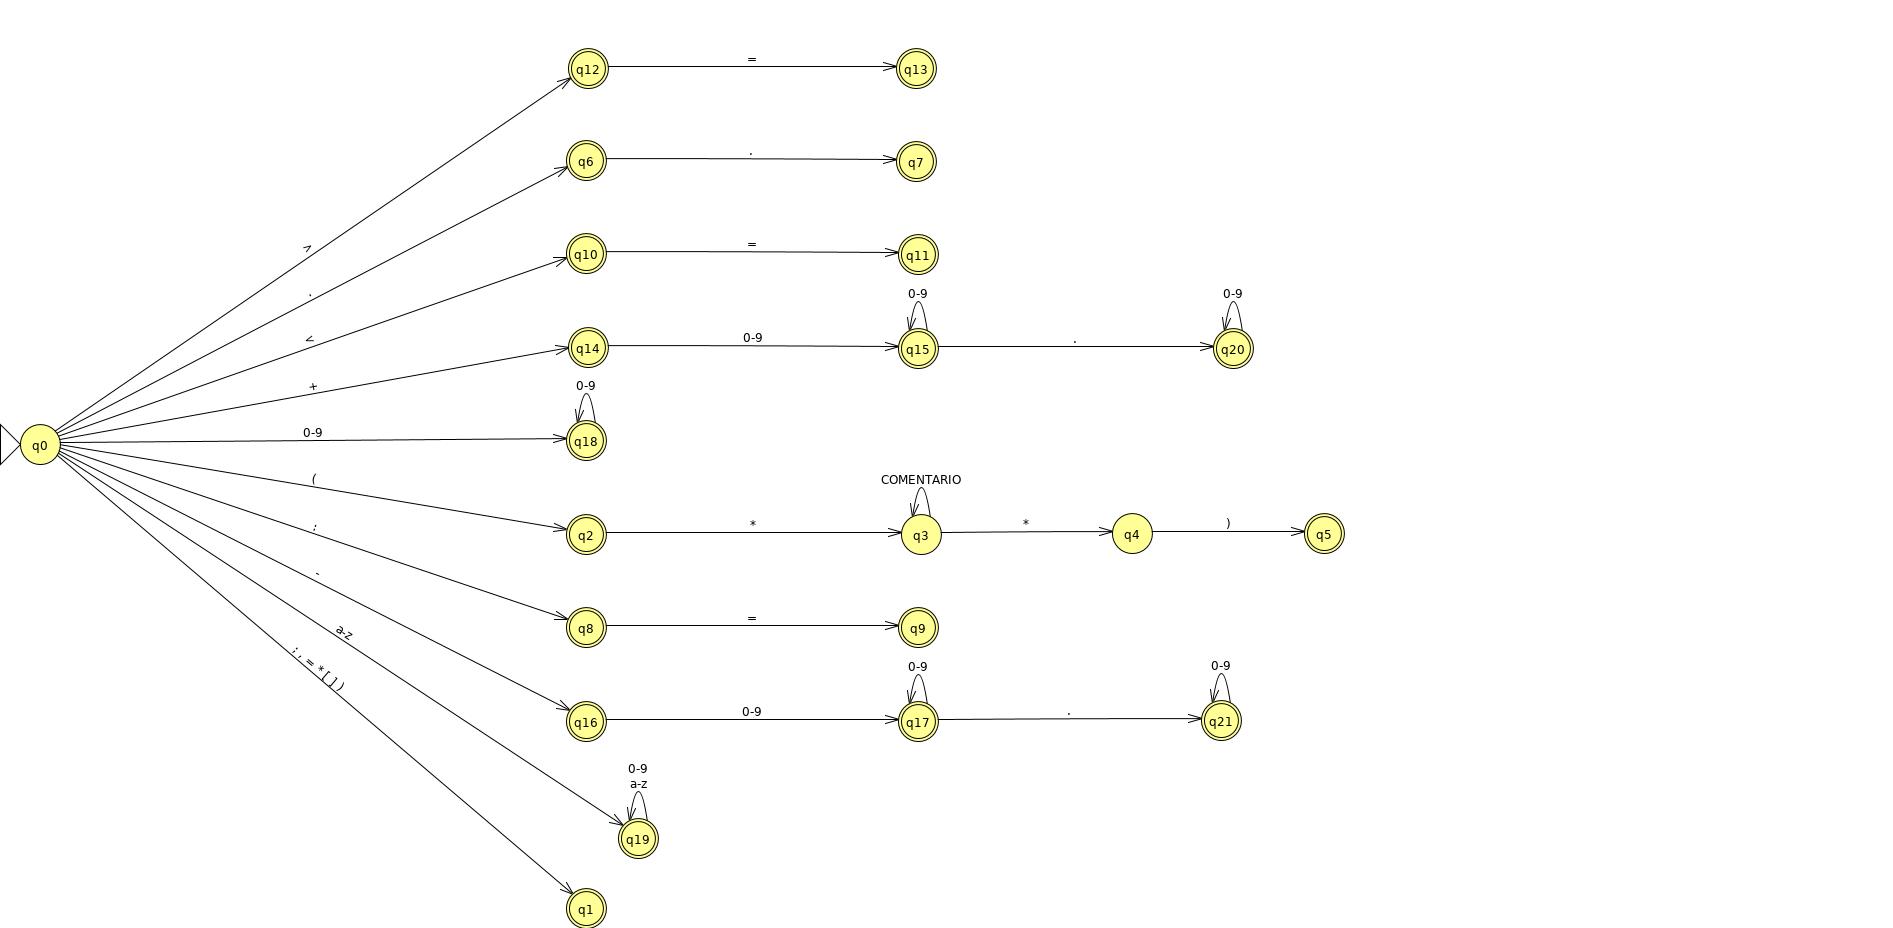 q12 = q13
q6 . q7
>
q10 = q11
.
0-9 0-9
<
q14 0-9 q15 . q20
+ 0-9
0-9 q18
q0
( COMENTARIO
: q2 * q3 * q4 ) q5
-
a-z q8 = q9
; , = * [ ] )
0-9 0-9
q16 0-9 q17 . q21
0-9
a-z
q19
q1